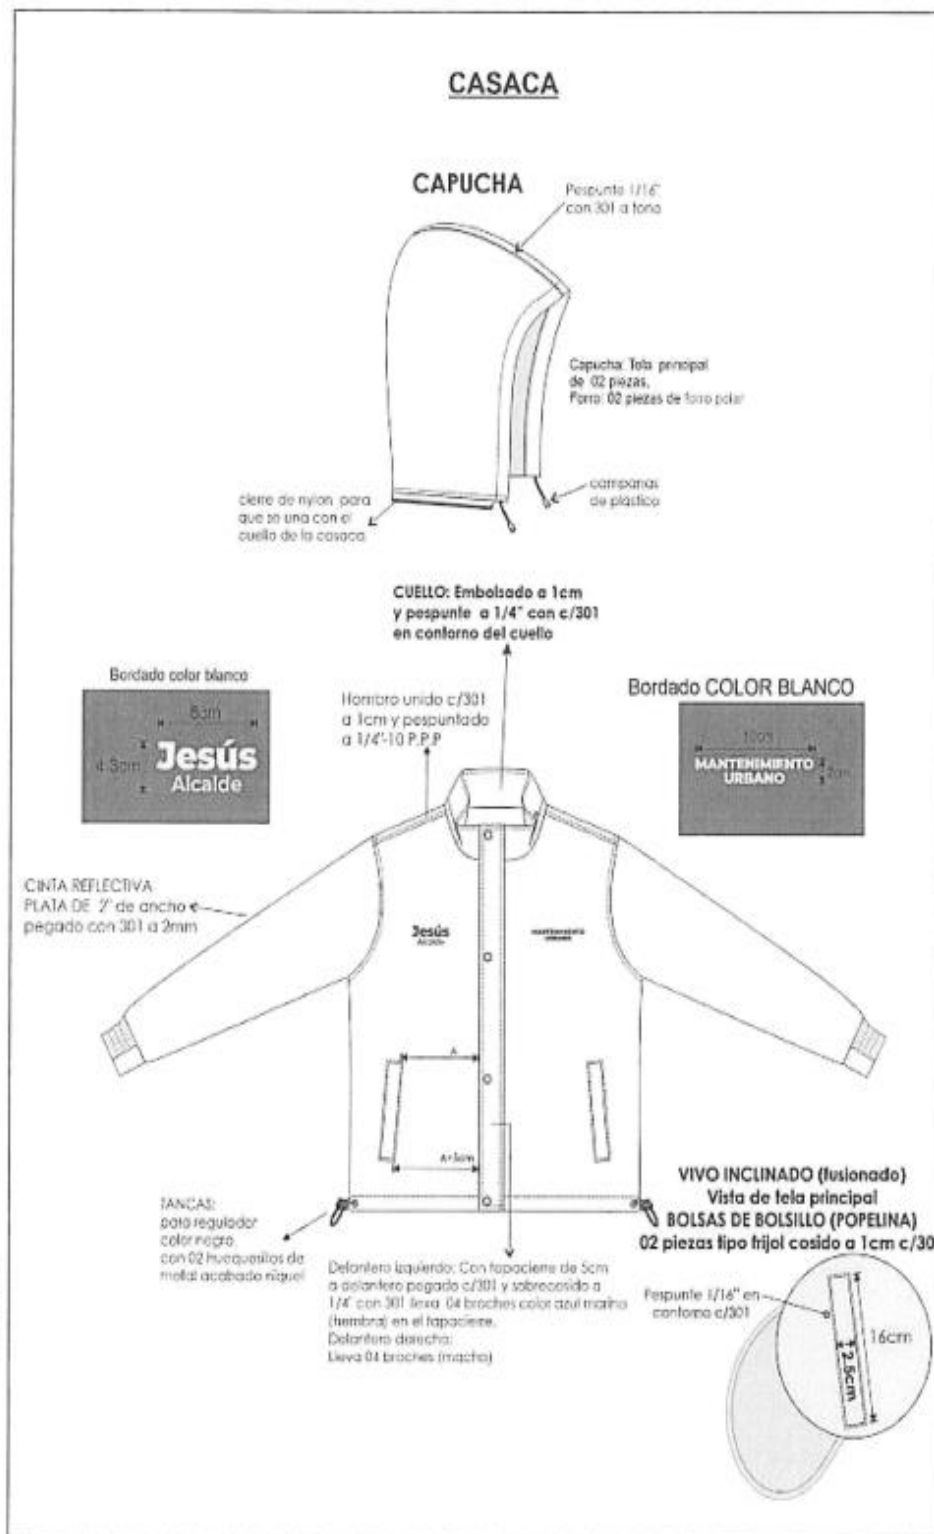 CASACA
CAPUCHA
Pespunte 1/16"
con 301 a tono
Capucha: Tela principal
de 02 piezas,
Forro: 02 piezas de forro polar
campanas
de plástico
cierre de nylon para
que se una con el
cuello de la casaca
CUELLO: Embolsado a 1cm
y pespunte a 1/4" con c/301
en contorno del cuello
Bordado color blanco
4.3cm
Jesús
Alcalde
Hombro unido c/301
a 1cm y pespuntado
a 1/4"-10 P.P.P
Bordado COLOR BLANCO
MANTENIMIENTO
URBANO
2cm
CINTA REFLECTIVA
PLATA DE 2" de ancho
pegado con 301 a 2mm
Jesús
Alcalde
MANTENIMIENTO
URBANO
A
TANCAS:
para regulador
color negro,
con 02 huequerillos de
metal acabado niquel
Delantero izquierdo: Con tapacierre de 5cm
a delantero pegado c/301 y sobrecosido a
1/4" con 301 lleva 04 broches color azul marino
(hembra) en el tapacierre.
Delantero derecho:
Lleva 04 broches (macho)
VIVO INCLINADO (fusionado)
Vista de tela principal
BOLSAS DE BOLSILLO (POPELINA)
02 piezas tipo frijol cosido a 1cm c/30
Pespunte 1/16" en
contorno c/301
16cm
2.5cm